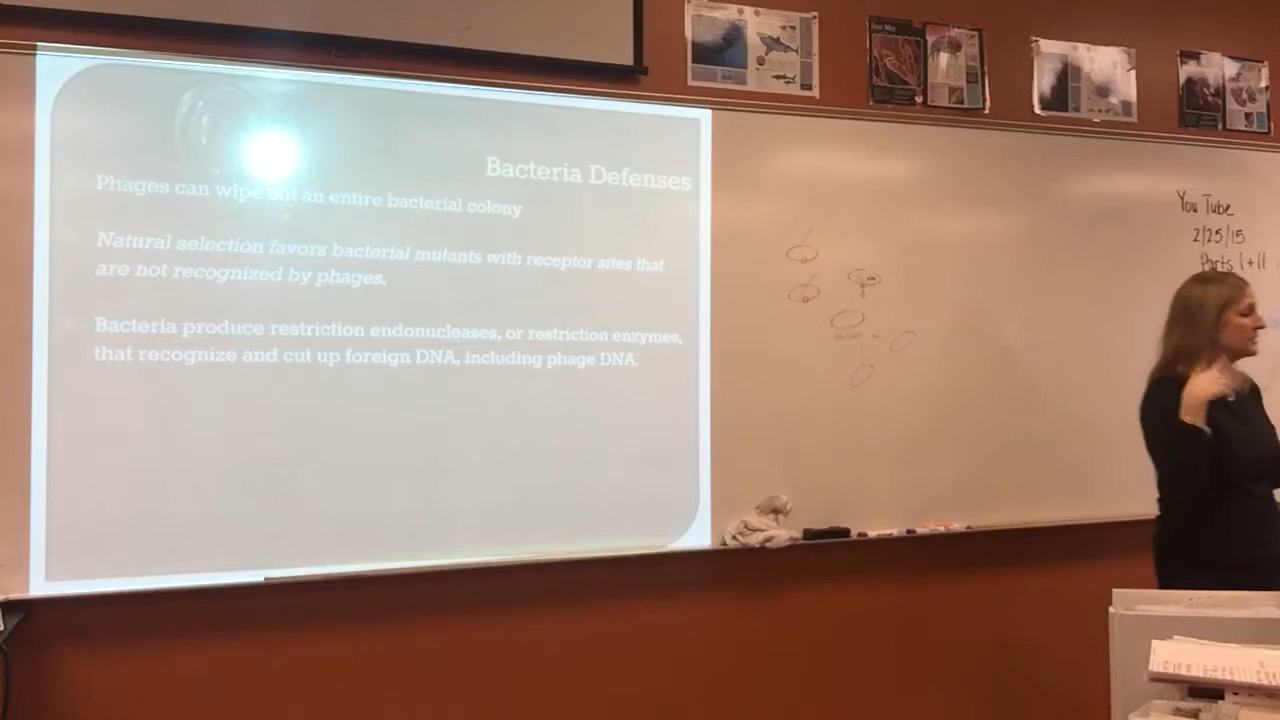 Bacteria Defenses
Phages can wipe out an entire bacterial colony
Natural selection favors bacterial mutants with receptor sites that
are not recognized by phages.
Bacteria produce restriction endonucleases, or restriction enzymes,
that recognize and cut up foreign DNA, including phage DNA.
You Tube
2/25/15
Parts I + II